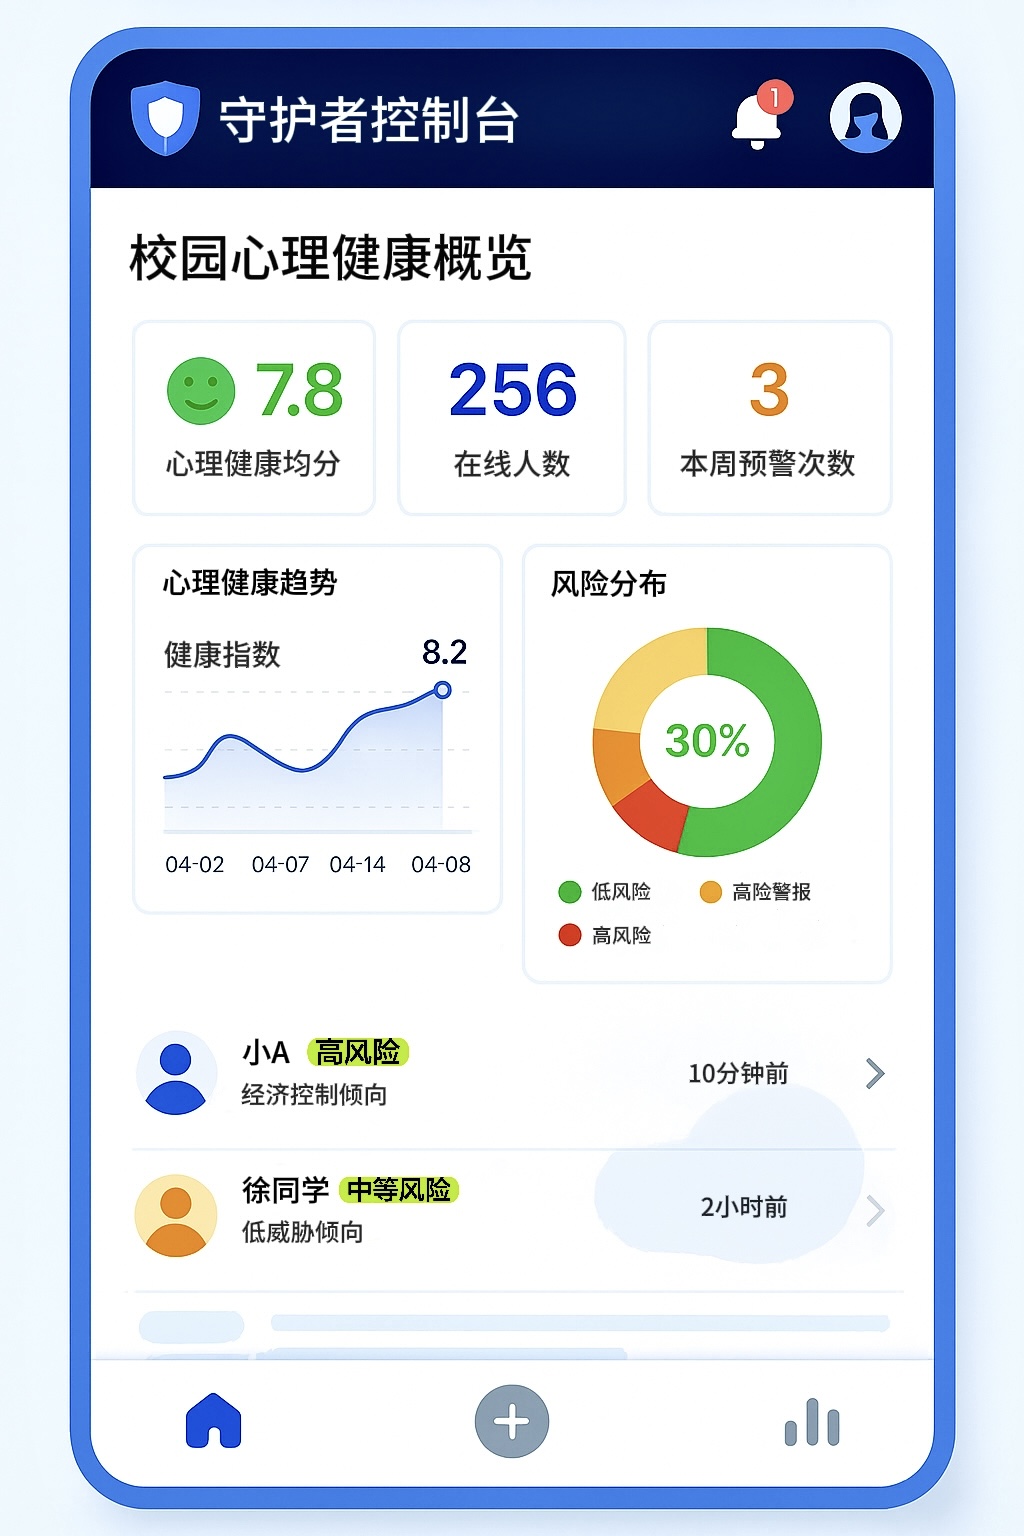 守护者控制台
1
校园心理健康概览
7.8
心理健康均分
256
在线人数
3
本周预警次数
心理健康趋势
健康指数 8.2
04-02 04-07 04-14 04-08
风险分布
30%
低风险 高险警报
高风险
小A 高风险
经济控制倾向
10分钟前
徐同学 中等风险
低威胁倾向
2小时前